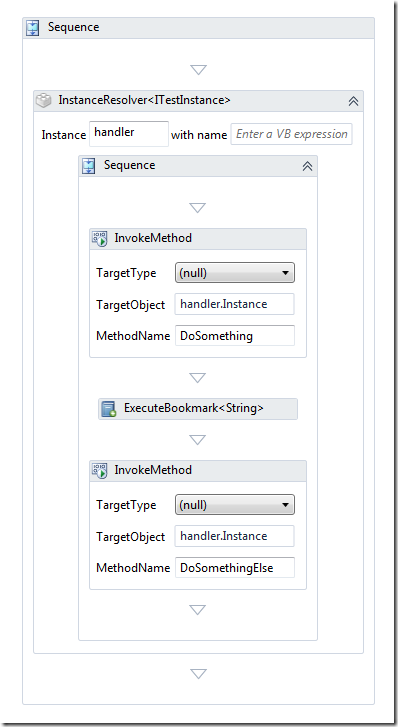 Sequence
InstanceResolver<ITestInstance>
Instance handler with name Enter a VB expression
Sequence
InvokeMethod
TargetType (null)
TargetObject handler.Instance
MethodName DoSomething
ExecuteBookmark<String>
InvokeMethod
TargetType (null)
TargetObject handler.Instance
MethodName DoSomethingElse